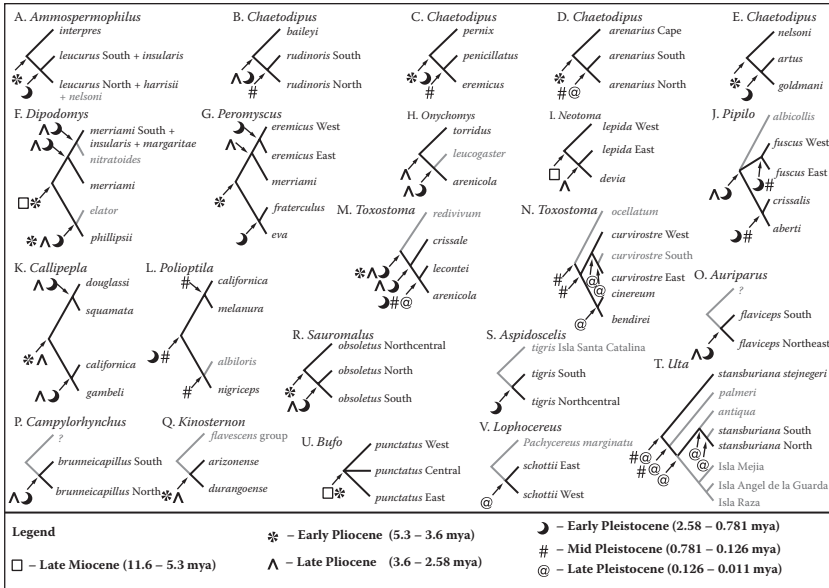 A. Ammospermophilus
interpres
leucurus South + insularis
leucurus North + harrisii
+ nelsoni
B. Chaetodipus
baileyi
rudinoris South
rudinoris North
C. Chaetodipus
pernix
penicillatus
eremicus
D. Chaetodipus
arenarius Cape
arenarius South
arenarius North
E. Chaetodipus
nelsoni
artus
goldmani
F. Dipodomys
merriami South +
insularis + margaritae
nitratoides
merriami
elator
phillipsii
G. Peromyscus
eremicus West
eremicus East
merriami
fraterculus
eva
H. Onychomys
torridus
leucogaster
arenicola
I. Neotoma
lepida West
lepida East
devia
J. Pipilo
albicollis
fuscus West
fuscus East
crissalis
aberti
K. Callipepla
douglassi
squamata
californica
gambeli
L. Polioptila
californica
melanura
albiloris
nigriceps
M. Toxostoma
redivivum
crissale
lecontei
arenicola
N. Toxostoma
ocellatum
curvirostre West
curvirostre South
curvirostre East
cinereum
bendirei
O. Auriparus
?
flaviceps South
flaviceps Northeast
P. Campylorhynchus
?
brunneicapillus South
brunneicapillus North
Q. Kinosternon
flavescens group
arizonense
durangoense
R. Sauromalus
obsoletus Northcentral
obsoletus North
obsoletus South
S. Aspidoscelis
tigris Isla Santa Catalina
tigris South
tigris Northcentral
T. Uta
stansburiana stejnegeri
palmeri
antiqua
stansburiana South
stansburiana North
Isla Mejia
Isla Angel de la Guarda
Isla Raza
U. Bufo
punctatus West
punctatus Central
punctatus East
V. Lophocereus
Pachycereus marginatu
schottii East
schottii West
Legend
□ – Late Miocene (11.6 – 5.3 mya)
– Early Pliocene (5.3 – 3.6 mya)
ʌ – Late Pliocene (3.6 – 2.58 mya)
– Early Pleistocene (2.58 – 0.781 mya)
# – Mid Pleistocene (0.781 – 0.126 mya)
@ – Late Pleistocene (0.126 – 0.011 mya)